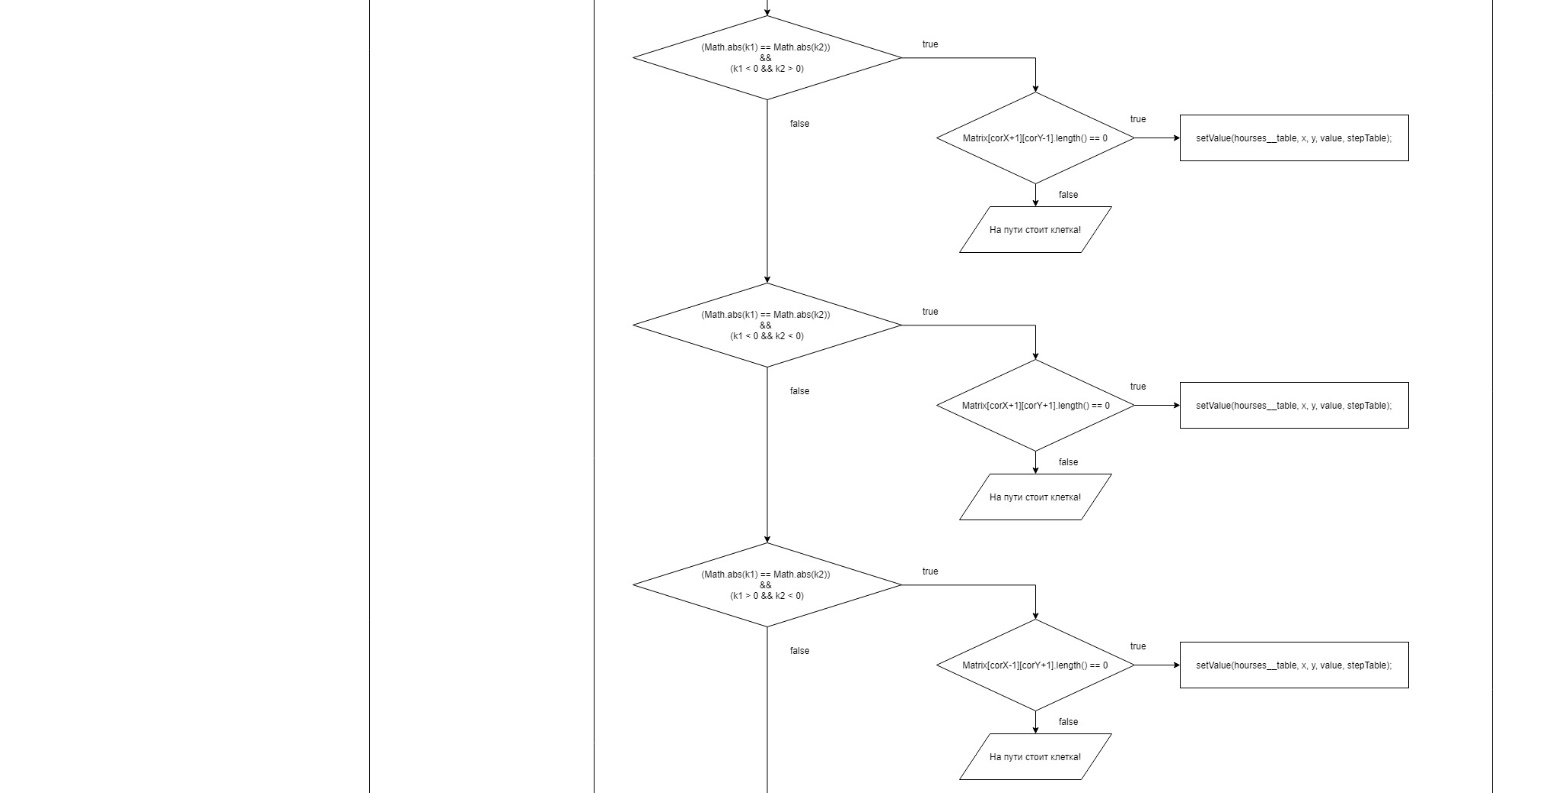 (Math.abs(k1) == Math.abs(k2))
&&
(k1 < 0 && k2 > 0)
true
false
Matrix[corX+1][corY-1].length() == 0
true
setValue(hourses__table, x, y, value, stepTable);
false
На пути стоит клетка!
(Math.abs(k1) == Math.abs(k2))
&&
(k1 < 0 && k2 < 0)
true
false
Matrix[corX+1][corY+1].length() == 0
true
setValue(hourses__table, x, y, value, stepTable);
false
На пути стоит клетка!
(Math.abs(k1) == Math.abs(k2))
&&
(k1 > 0 && k2 < 0)
true
false
Matrix[corX-1][corY+1].length() == 0
true
setValue(hourses__table, x, y, value, stepTable);
false
На пути стоит клетка!